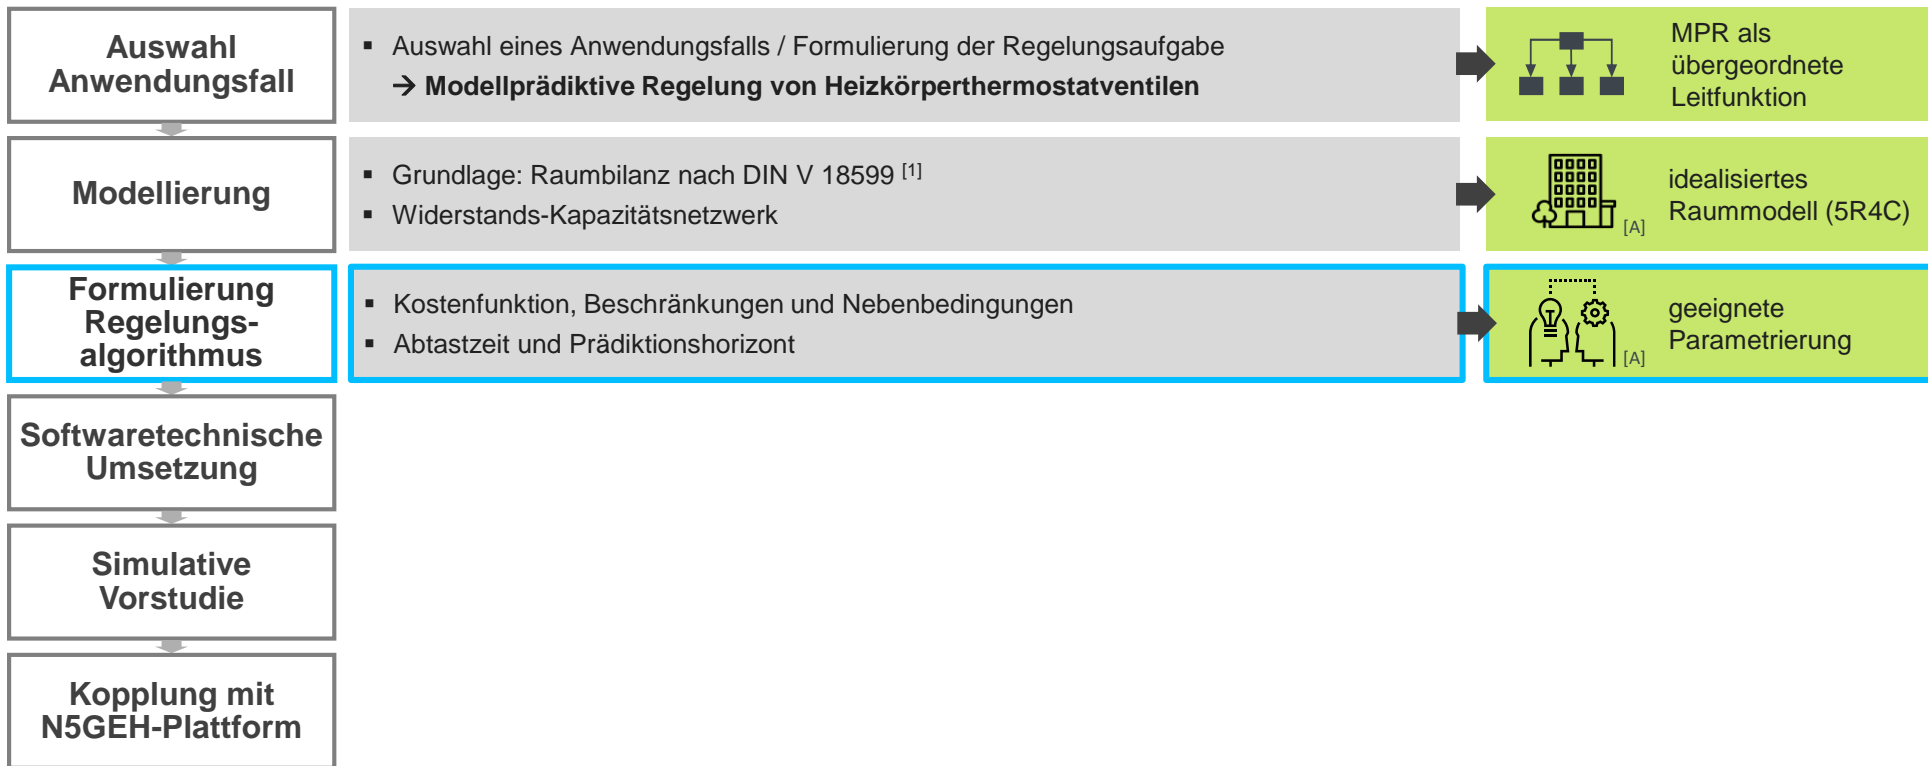 Auswahl
Anwendungsfall
▪ Auswahl eines Anwendungsfalls / Formulierung der Regelungsaufgabe
→ Modellprädiktive Regelung von Heizkörperthermostatventilen
MPR als
übergeordnete
Leitfunktion
Modellierung
▪ Grundlage: Raumbilanz nach DIN V 18599 [1]
▪ Widerstands-Kapazitätsnetzwerk
[A]
idealisiertes
Raummodell (5R4C)
Formulierung
Regelungs-
algorithmus
▪ Kostenfunktion, Beschränkungen und Nebenbedingungen
▪ Abtastzeit und Prädiktionshorizont
[A]
geeignete
Parametrierung
Softwaretechnische
Umsetzung
Simulative
Vorstudie
Kopplung mit
N5GEH-Plattform